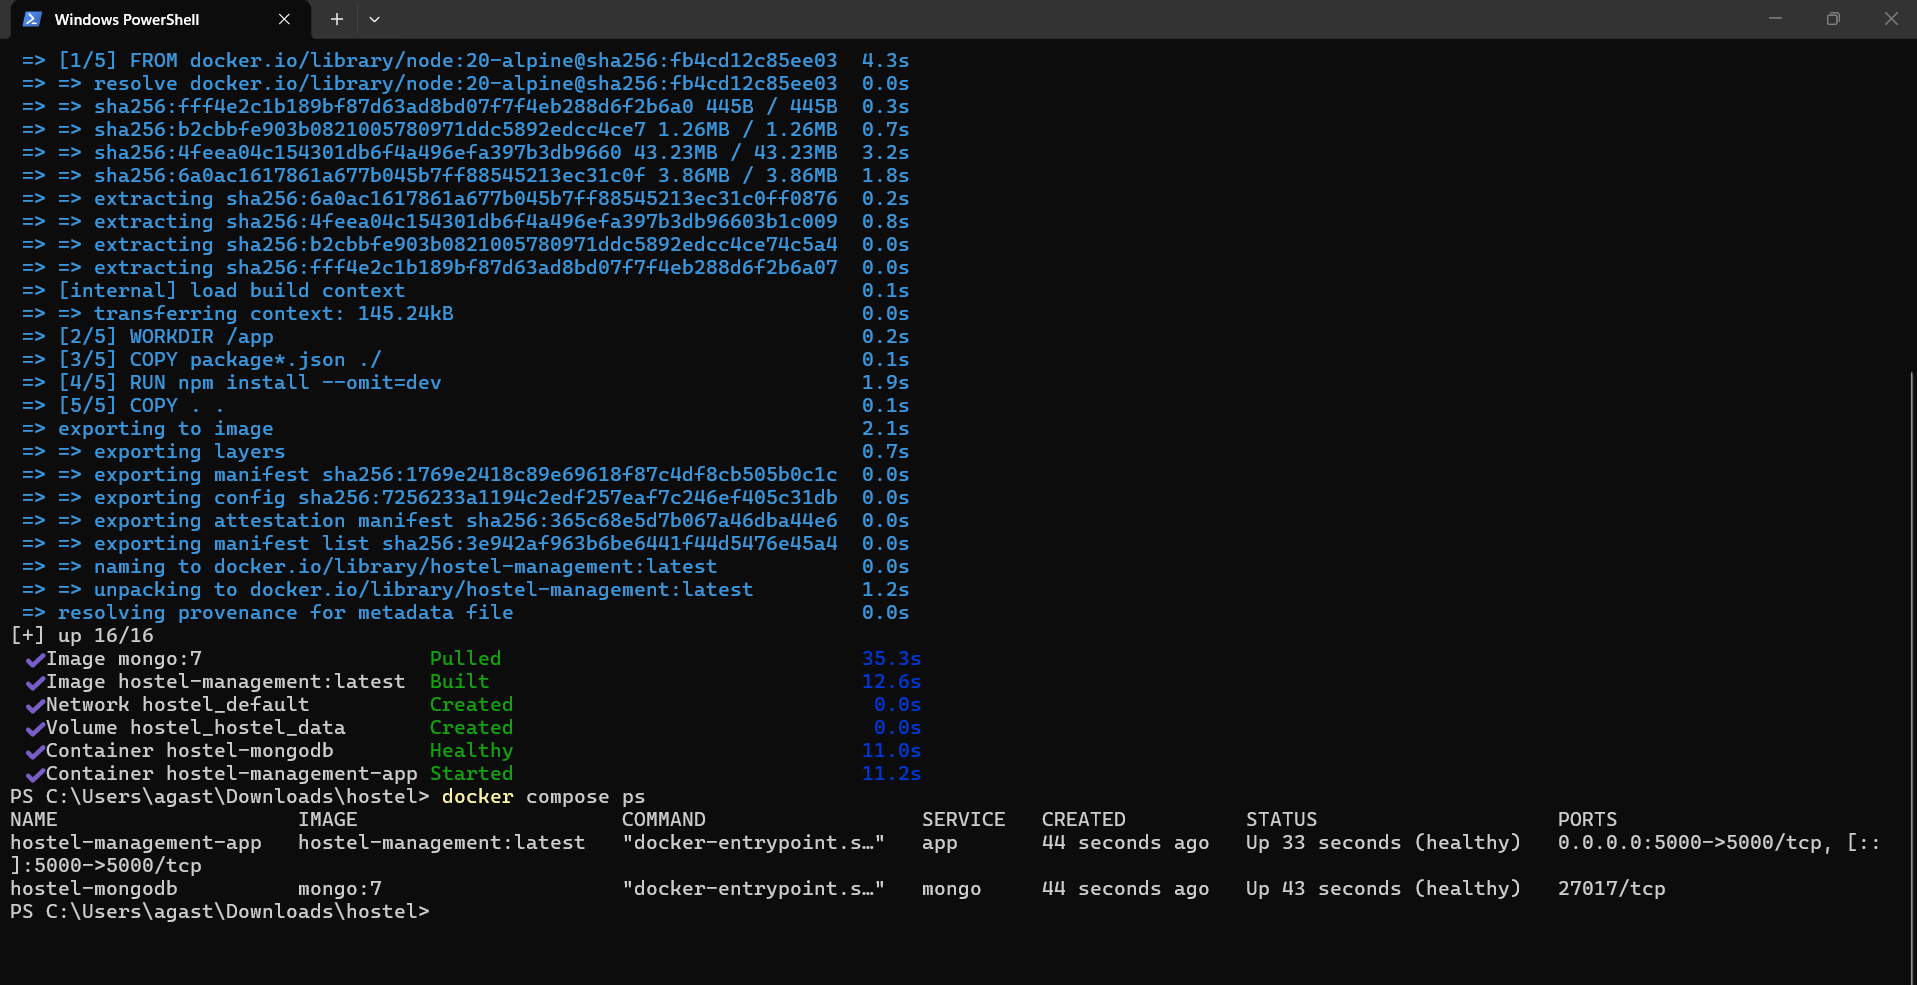 Windows PowerShell
=> [1/5] FROM docker.io/library/node:20-alpine@sha256:fb4cd12c85ee03 4.3s
=> => resolve docker.io/library/node:20-alpine@sha256:fb4cd12c85ee03 0.0s
=> => sha256:fff4e2c1b189bf87d63ad8bd07f7f4eb288d6f2b6a0 445B / 445B 0.3s
=> => sha256:b2cbbfe903b0821005780971ddc5892edcc4ce7 1.26MB / 1.26MB 0.7s
=> => sha256:4feea04c154301db6f4a496efa397b3db9660 43.23MB / 43.23MB 3.2s
=> => sha256:6a0ac1617861a677b045b7ff88545213ec31c0f 3.86MB / 3.86MB 1.8s
=> => extracting sha256:6a0ac1617861a677b045b7ff88545213ec31c0ff0876 0.2s
=> => extracting sha256:4feea04c154301db6f4a496efa397b3db96603b1c009 0.8s
=> => extracting sha256:b2cbbfe903b0821005780971ddc5892edcc4ce74c5a4 0.0s
=> => extracting sha256:fff4e2c1b189bf87d63ad8bd07f7f4eb288d6f2b6a07 0.0s
=> [internal] load build context 0.1s
=> => transferring context: 145.24kB 0.0s
=> [2/5] WORKDIR /app 0.2s
=> [3/5] COPY package*.json ./ 0.1s
=> [4/5] RUN npm install --omit=dev 1.9s
=> [5/5] COPY . . 0.1s
=> exporting to image 2.1s
=> => exporting layers 0.7s
=> => exporting manifest sha256:1769e2418c89e69618f87c4df8cb505b0c1c 0.0s
=> => exporting config sha256:7256233a1194c2edf257eaf7c246ef405c31db 0.0s
=> => exporting attestation manifest sha256:365c68e5d7b067a46dba44e6 0.0s
=> => exporting manifest list sha256:3e942af963b6be6441f44d5476e45a4 0.0s
=> => naming to docker.io/library/hostel-management:latest 0.0s
=> => unpacking to docker.io/library/hostel-management:latest 1.2s
=> resolving provenance for metadata file 0.0s
[+] up 16/16
✔Image mongo:7 Pulled 35.3s
✔Image hostel-management:latest Built 12.6s
✔Network hostel_default Created 0.0s
✔Volume hostel_hostel_data Created 0.0s
✔Container hostel-mongodb Healthy 11.0s
✔Container hostel-management-app Started 11.2s
PS C:\Users\agast\Downloads\hostel> docker compose ps
NAME IMAGE COMMAND SERVICE CREATED STATUS PORTS
hostel-management-app hostel-management:latest "docker-entrypoint.s…" app 44 seconds ago Up 33 seconds (healthy) 0.0.0.0:5000->5000/tcp, [::
]:5000->5000/tcp
hostel-mongodb mongo:7 "docker-entrypoint.s…" mongo 44 seconds ago Up 43 seconds (healthy) 27017/tcp
PS C:\Users\agast\Downloads\hostel>